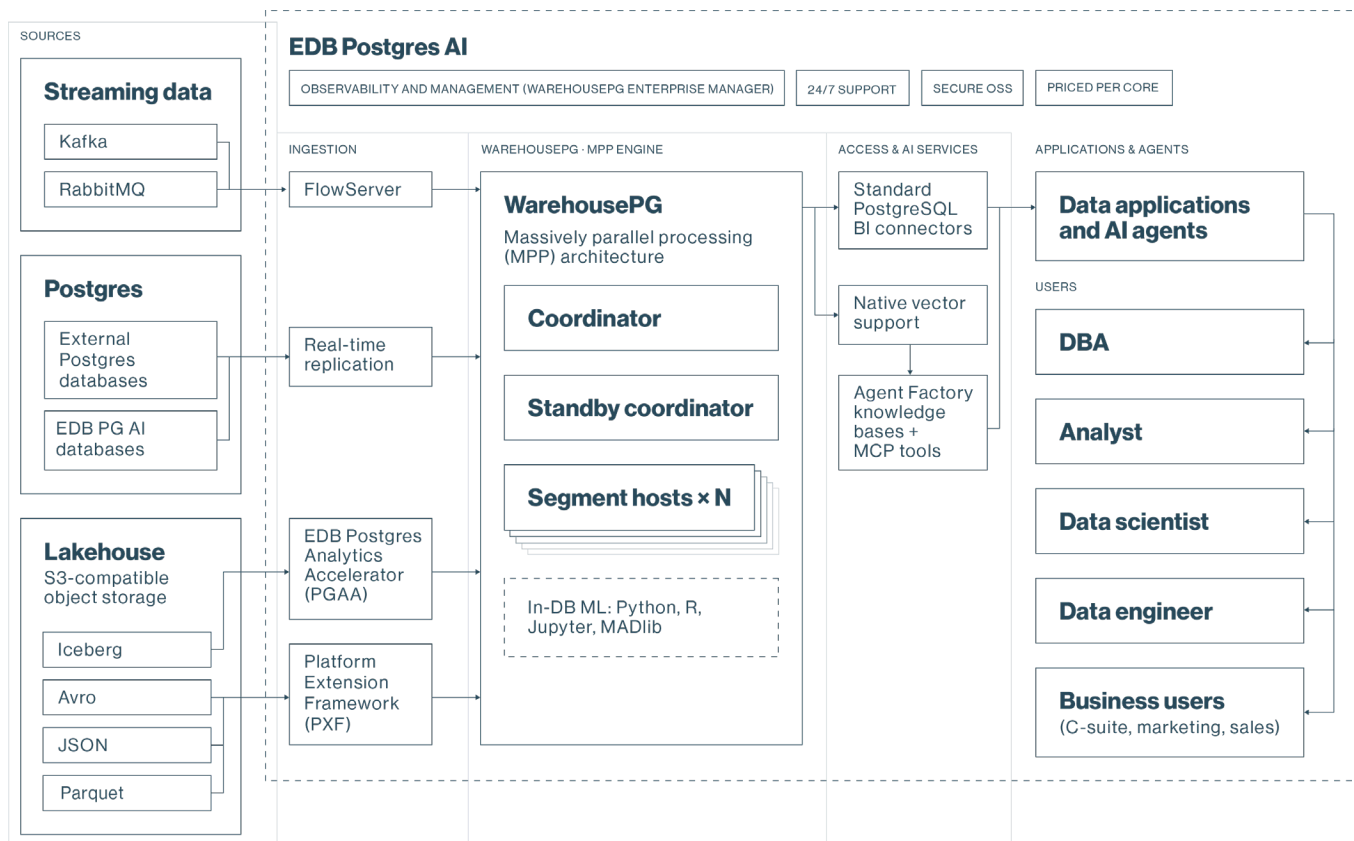 SOURCES
Streaming data
Kafka
RabbitMQ
Postgres
External
Postgres
databases
EDB PG AI
databases
Lakehouse
S3-compatible
object storage
Iceberg
Avro
JSON
Parquet
EDB Postgres AI
OBSERVABILITY AND MANAGEMENT (WAREHOUSEPG ENTERPRISE MANAGER)
24/7 SUPPORT
SECURE OSS
PRICED PER CORE
INGESTION
FlowServer
Real-time
replication
EDB Postgres
Analytics
Accelerator
(PGAA)
Platform
Extension
Framework
(PXF)
WAREHOUSEPG · MPP ENGINE
WarehousePG
Massively parallel processing
(MPP) architecture
Coordinator
Standby coordinator
Segment hosts × N
In-DB ML: Python, R,
Jupyter, MADlib
ACCESS & AI SERVICES
Standard
PostgreSQL
BI connectors
Native vector
support
Agent Factory
knowledge
bases +
MCP tools
APPLICATIONS & AGENTS
Data applications
and AI agents
USERS
DBA
Analyst
Data scientist
Data engineer
Business users
(C-suite, marketing, sales)